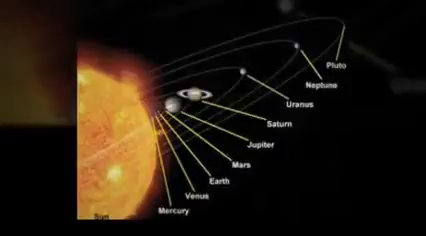 Pluto
Neptune
Uranus
Saturn
Jupiter
Mars
Earth
Venus
Mercury
Sun